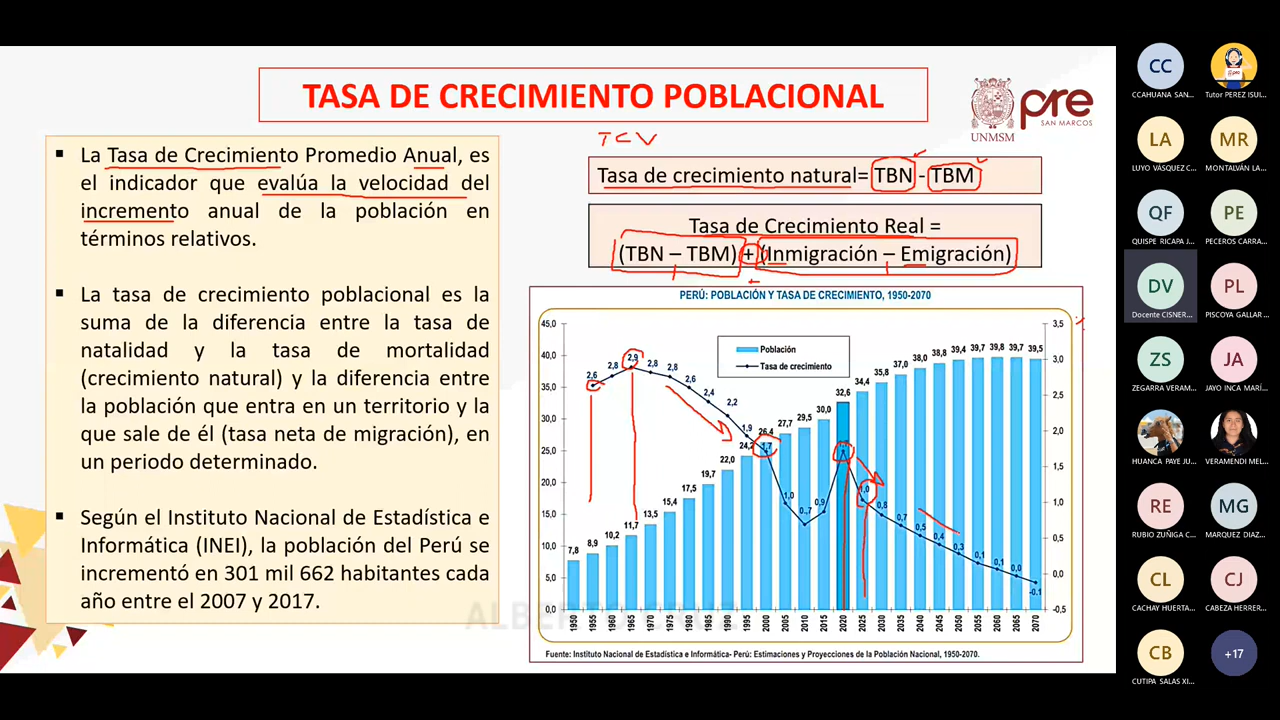 TASA DE CRECIMIENTO POBLACIONAL
UNMSM
pre
SAN MARCOS
▪ La Tasa de Crecimiento Promedio Anual, es
el indicador que evalúa la velocidad del
incremento anual de la población en
términos relativos.
▪ La tasa de crecimiento poblacional es la
suma de la diferencia entre la tasa de
natalidad y la tasa de mortalidad
(crecimiento natural) y la diferencia entre
la población que entra en un territorio y la
que sale de él (tasa neta de migración), en
un periodo determinado.
▪ Según el Instituto Nacional de Estadística e
Informática (INEI), la población del Perú se
incrementó en 301 mil 662 habitantes cada
año entre el 2007 y 2017.
Tasa de crecimiento natural= TBN - TBM
Tasa de Crecimiento Real =
(TBN – TBM) + (Inmigración – Emigración)
PERÚ: POBLACIÓN Y TASA DE CRECIMIENTO, 1950-2070
Población
Tasa de crecimiento
45,0
40,0
35,0
30,0
25,0
20,0
15,0
10,0
5,0
0,0
3,5
3,0
2,5
2,0
1,5
1,0
0,5
0,0
-0,5
2,6 2,8 2,9 2,8 2,8 2,6 2,4 2,2 1,9 1,7 1,0 0,7 0,9 1,0 0,8 0,7 0,5 0,4 0,3 0,1 0,1 0,0 -0.1
7,8 8,9 10,2 11,7 13,5 15,4 17,5 19,7 22,0 24,2 26,4 27,7 29,5 30,0 32,6 34,4 35,8 37,0 38,0 38,8 39,4 39,7 39,8 39,7 39,5
1950 1955 1960 1965 1970 1975 1980 1985 1990 1995 2000 2005 2010 2015 2020 2025 2030 2035 2040 2045 2050 2055 2060 2065 2070
Fuente: Instituto Nacional de Estadística e Informática- Perú: Estimaciones y Proyecciones de la Población Nacional, 1950-2070.
CC
CCAHUANA SAN...
Tutor PEREZ ISUI...
LA
LUYO VÁSQUEZ C...
MR
MONTALVÁN LA...
QF
QUISPE RICAPA J...
PE
PECEROS CARRA...
DV
Docente CISNER...
PL
PISCOYA GALLAR...
ZS
ZEGARRA VERAM...
JA
JAYO INCA MARÍ...
HUANCA PAYE JU...
VERAMENDI MEL...
RE
RUBIO ZUÑIGA C...
MG
MARQUEZ DIAZ...
CL
CACHAY HUERTA...
CJ
CABEZA HERRER...
CB
CUTIPA SALAS XI...
+17